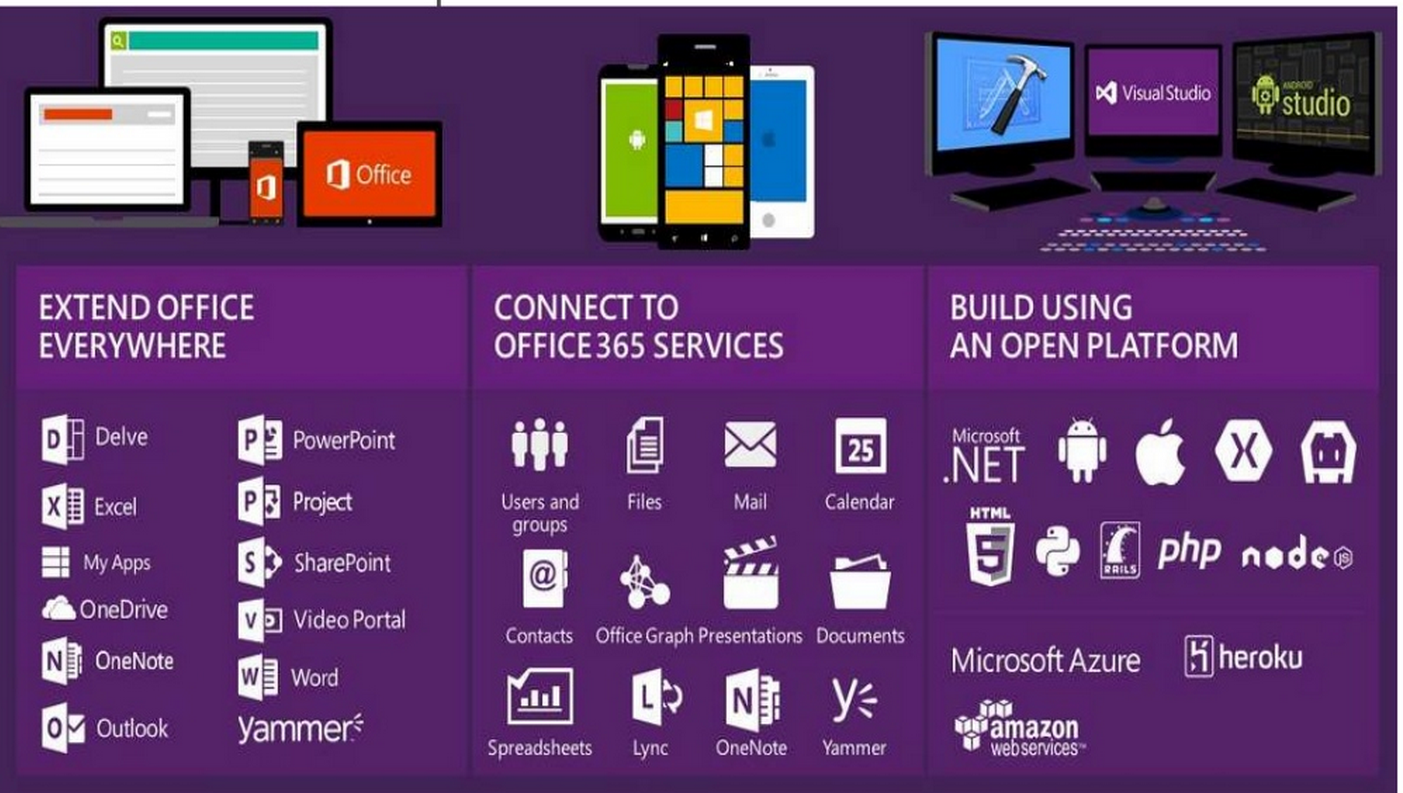 Office
Visual Studio
ANDROID
studio
EXTEND OFFICE
EVERYWHERE
D Delve
X Excel
My Apps
OneDrive
N OneNote
O Outlook
P PowerPoint
P Project
S SharePoint
V Video Portal
W Word
yammer
CONNECT TO
OFFICE 365 SERVICES
Users and
groups
Files
Mail
25
Calendar
@
Contacts
Office Graph
Presentations
Documents
Spreadsheets
L
Lync
N
OneNote
y
Yammer
BUILD USING
AN OPEN PLATFORM
Microsoft
.NET
X
HTML
5
RAILS
php
node JS
Microsoft Azure
heroku
amazon
web services™